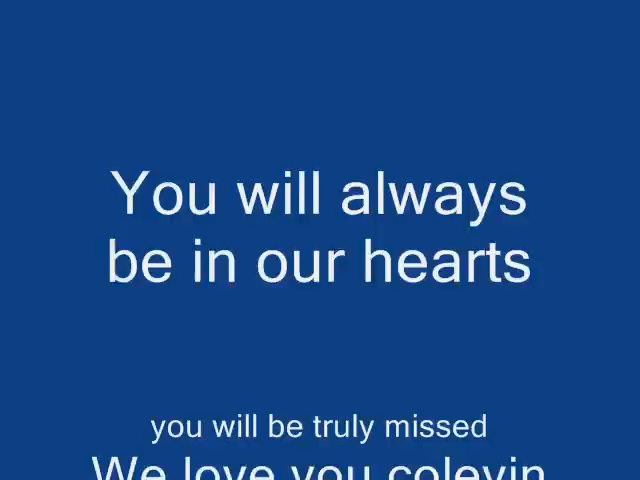 You will always
be in our hearts
you will be truly missed
We love you